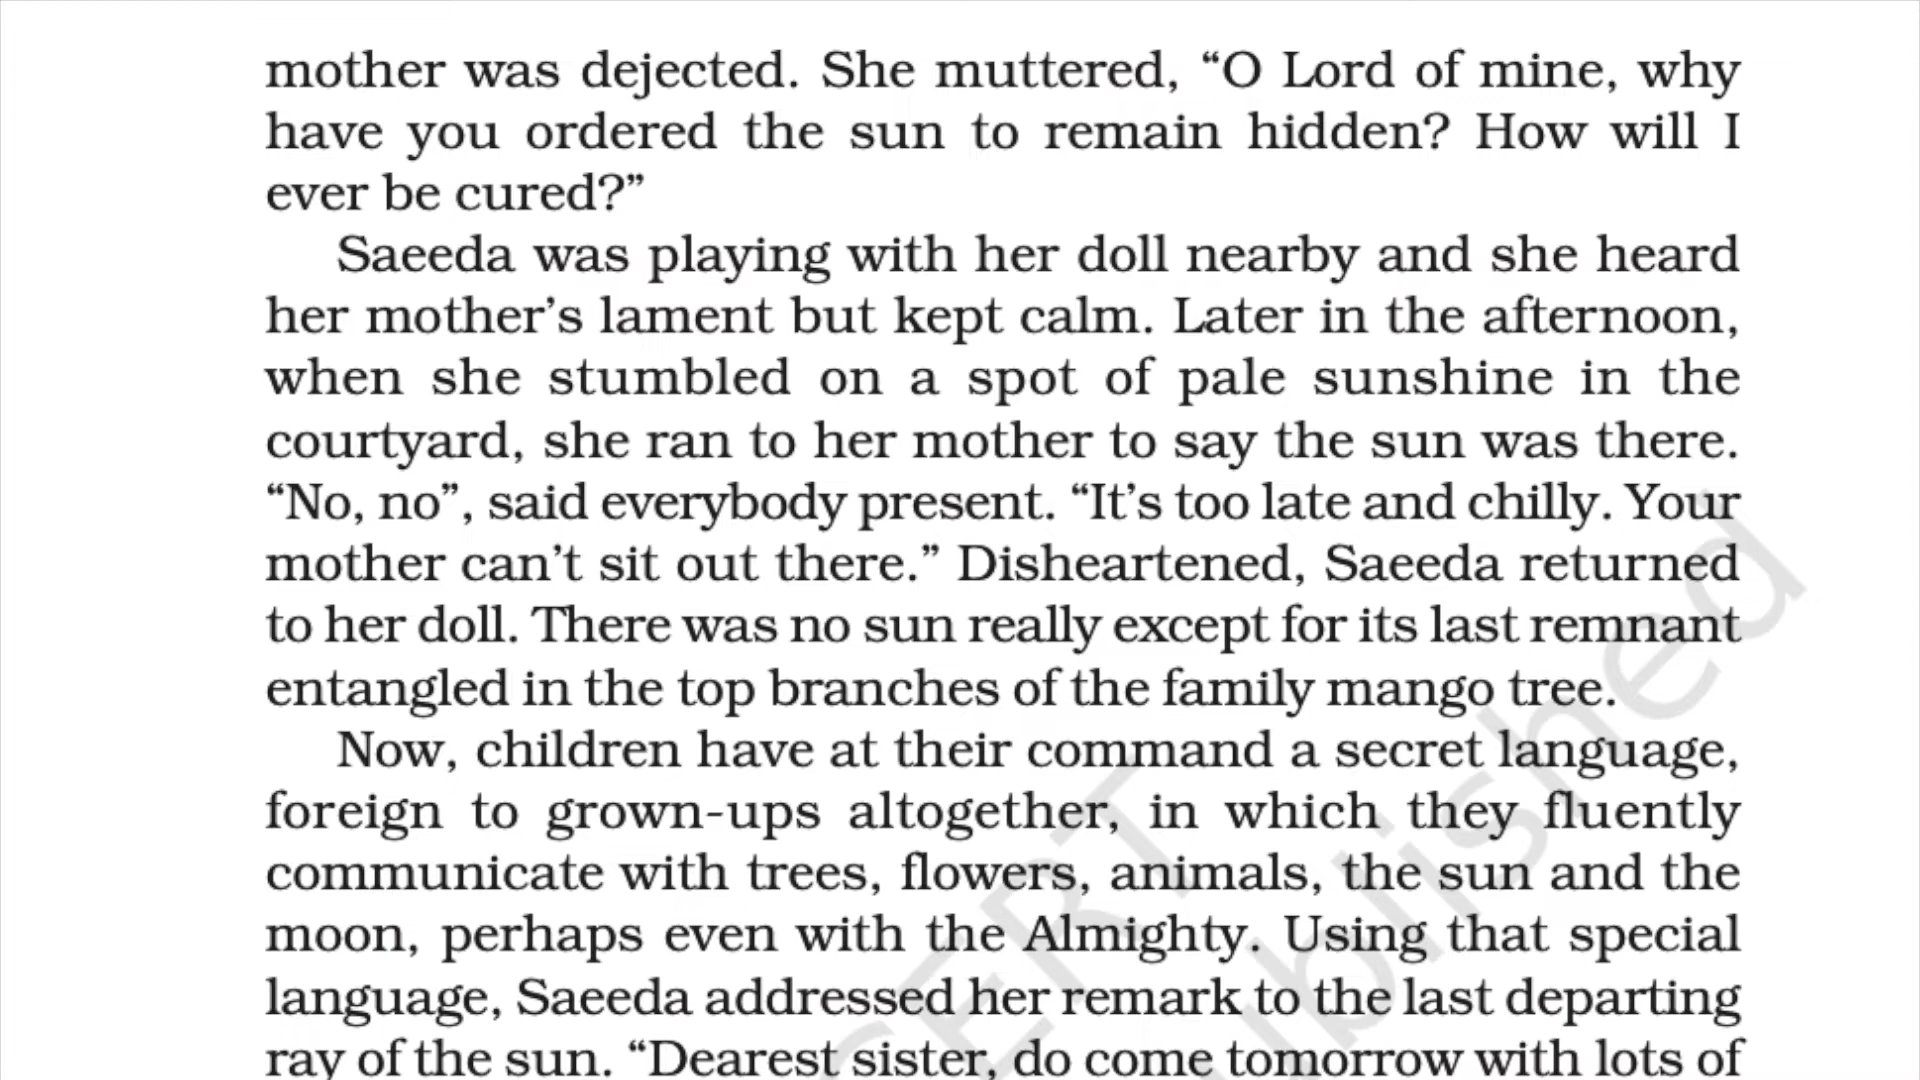 mother was dejected. She muttered, “O Lord of mine, why
have you ordered the sun to remain hidden? How will I
ever be cured?”
Saeeda was playing with her doll nearby and she heard
her mother’s lament but kept calm. Later in the afternoon,
when she stumbled on a spot of pale sunshine in the
courtyard, she ran to her mother to say the sun was there.
“No, no”, said everybody present. “It’s too late and chilly. Your
mother can’t sit out there.” Disheartened, Saeeda returned
to her doll. There was no sun really except for its last remnant
entangled in the top branches of the family mango tree.
Now, children have at their command a secret language,
foreign to grown-ups altogether, in which they fluently
communicate with trees, flowers, animals, the sun and the
moon, perhaps even with the Almighty. Using that special
language, Saeeda addressed her remark to the last departing
ray of the sun. “Dearest sister, do come tomorrow with lots of